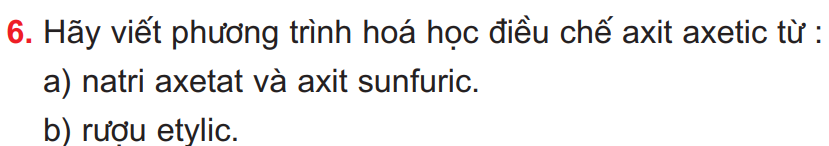 6. Hãy viết phương trình hoá học điều chế axit axetic từ :
a) natri axetat và axit sunfuric.
b) rượu etylic.